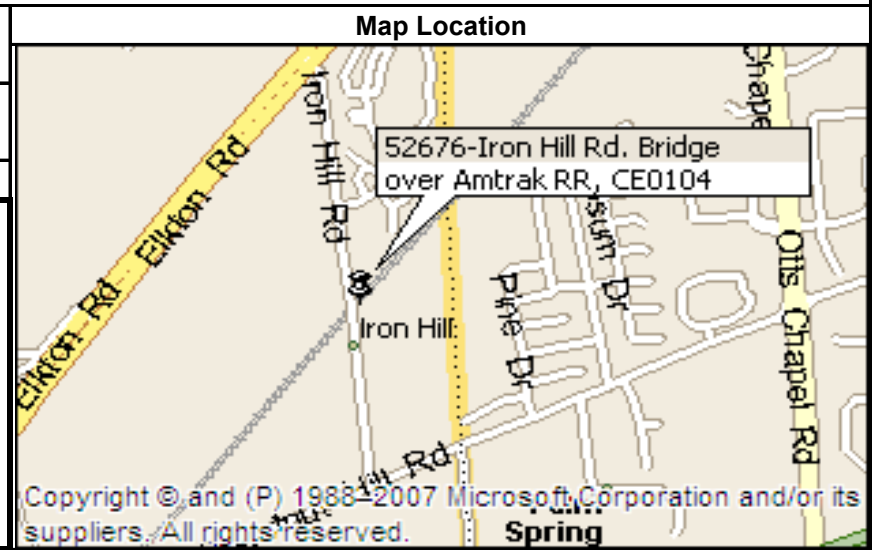 Map Location
52676-Iron Hill Rd. Bridge
over Amtrak RR, CE0104
Iron Hill Rd
Elkton Rd
Elkton Rd
Iron Hill
Pine Dr
Dr
Chape
Otts Chapel Rd
Rd
Copyright © and (P) 1988–2007 Microsoft Corporation and/or its
suppliers. All rights reserved.
Spring